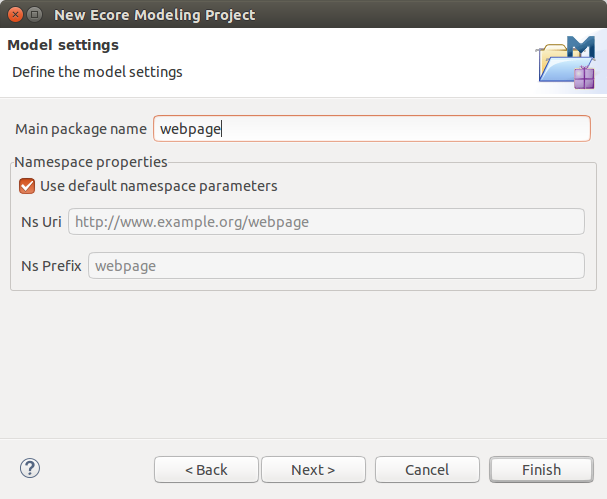 New Ecore Modeling Project
Model settings
Define the model settings
Main package name webpage
Namespace properties
Use default namespace parameters
Ns Uri http://www.example.org/webpage
Ns Prefix webpage
? < Back Next > Cancel Finish